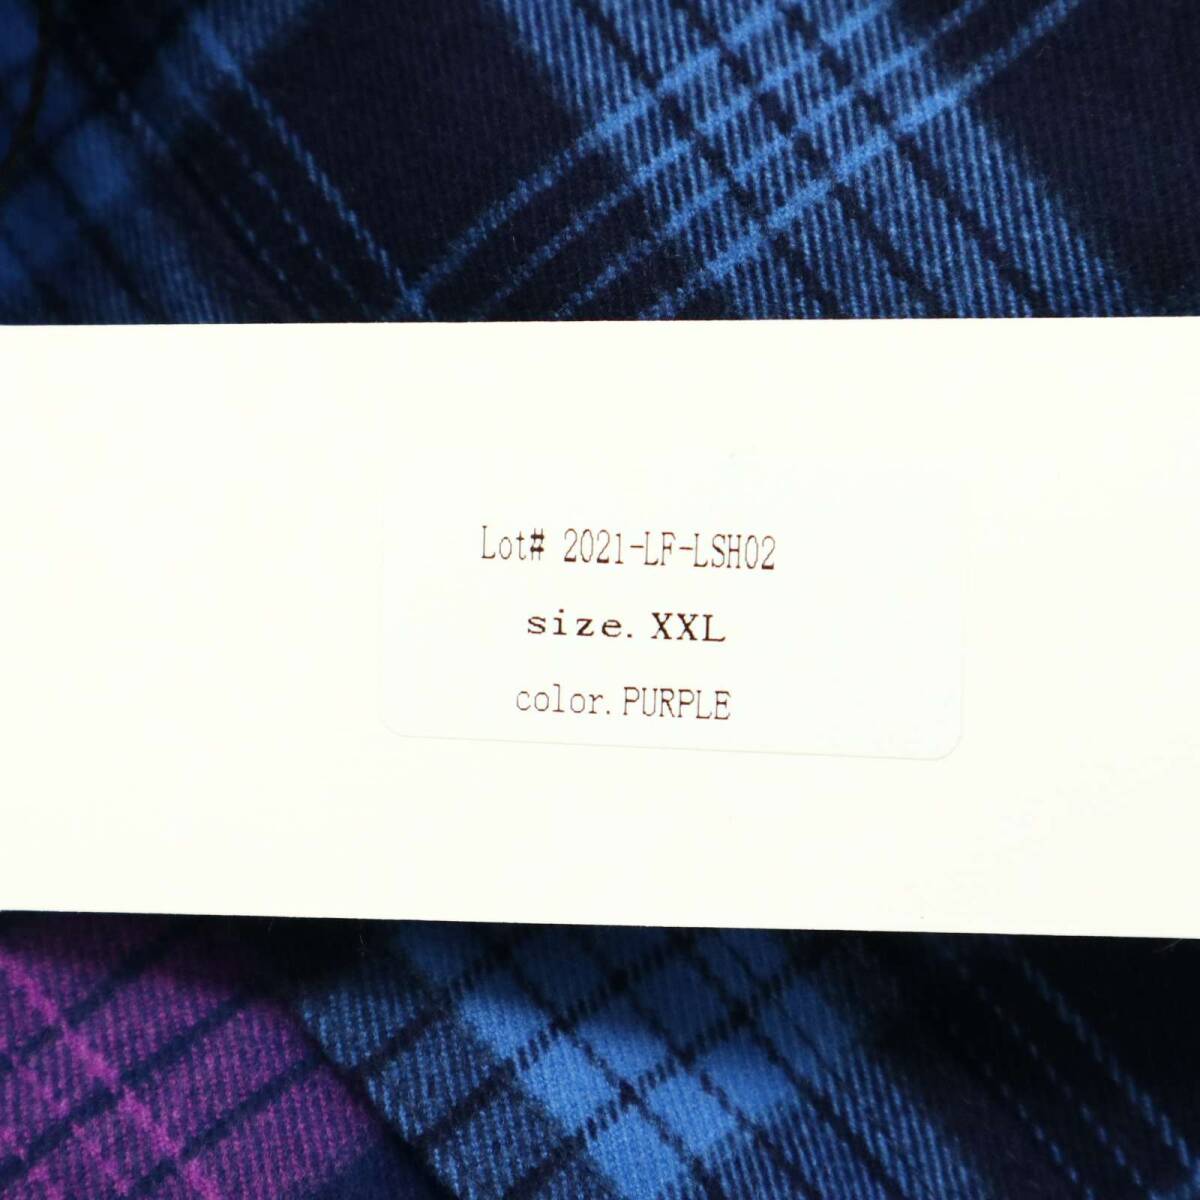 Lot# 2021-LF-LSH02
size. XXL
color. PURPLE